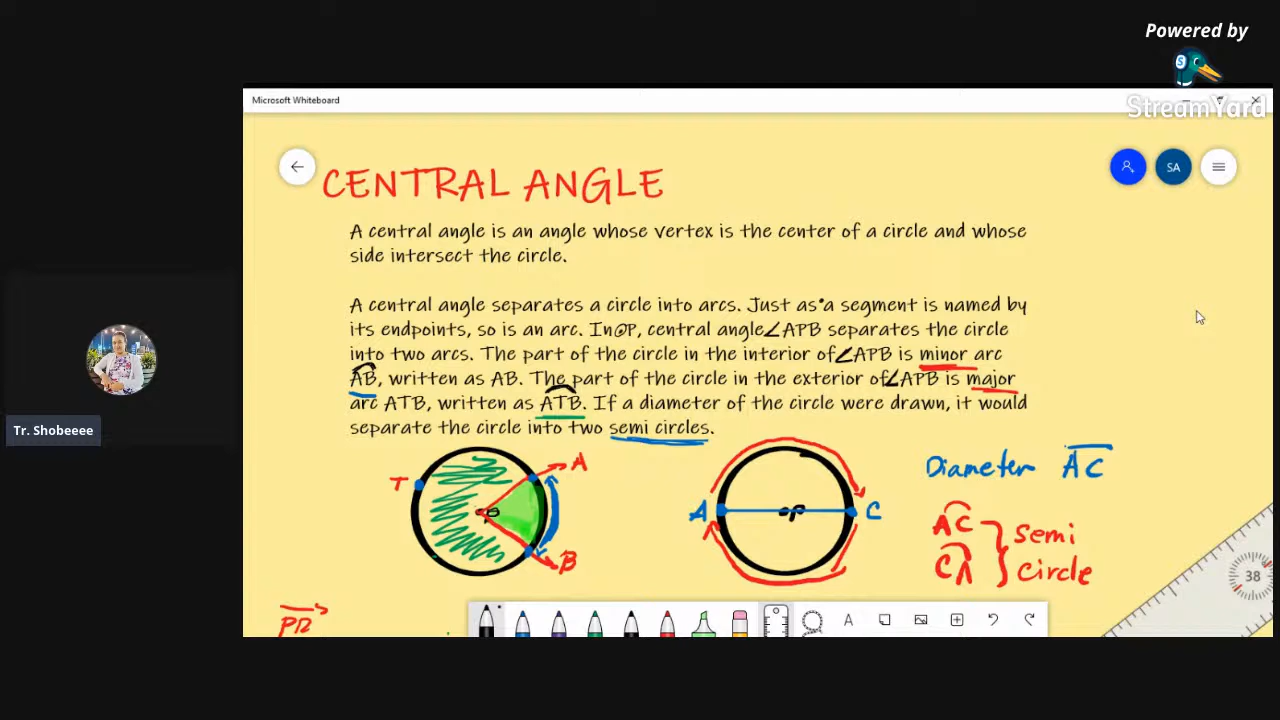 Powered by
StreamYard
Microsoft Whiteboard
SA
CENTRAL ANGLE
A central angle is an angle whose vertex is the center of a circle and whose
side intersect the circle.
A central angle separates a circle into arcs. Just as a segment is named by
its endpoints, so is an arc. In ⊙P, central angle ∠APB separates the circle
into two arcs. The part of the circle in the interior of ∠APB is minor arc
AB, written as AB. The part of the circle in the exterior of ∠APB is major
arc ATB, written as ATB. If a diameter of the circle were drawn, it would
separate the circle into two semi circles.
Tr. Shobeeee
T A
P
B
A P C
Diameter AC
AC
CA
semi
circle
38
A